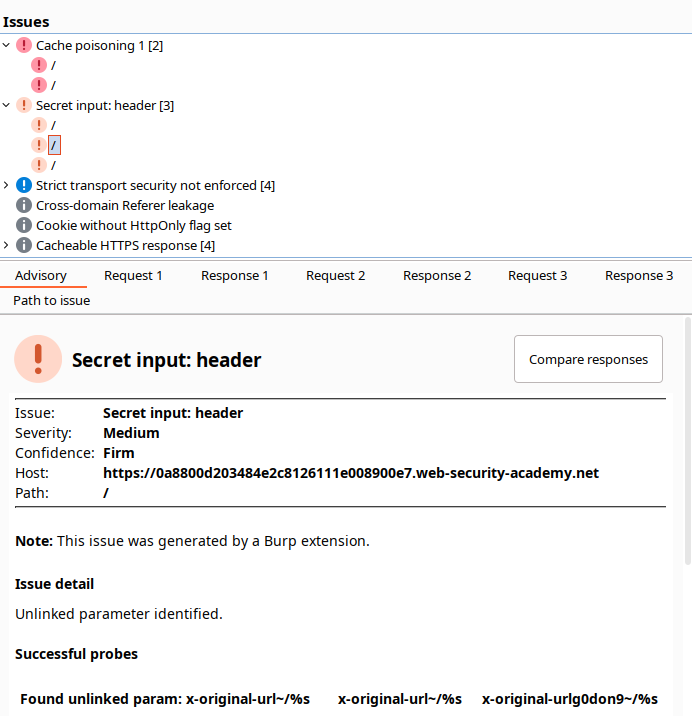 Issues
Cache poisoning 1 [2]
/
/
Secret input: header [3]
/
/
/
Strict transport security not enforced [4]
Cross-domain Referer leakage
Cookie without HttpOnly flag set
Cacheable HTTPS response [4]
Advisory Request 1 Response 1 Request 2 Response 2 Request 3 Response 3
Path to issue
Secret input: header
Compare responses
Issue: Secret input: header
Severity: Medium
Confidence: Firm
Host: https://0a8800d203484e2c8126111e008900e7.web-security-academy.net
Path: /
Note: This issue was generated by a Burp extension.
Issue detail
Unlinked parameter identified.
Successful probes
Found unlinked param: x-original-url~/%s x-original-url~/%s x-original-urlg0don9~/%s